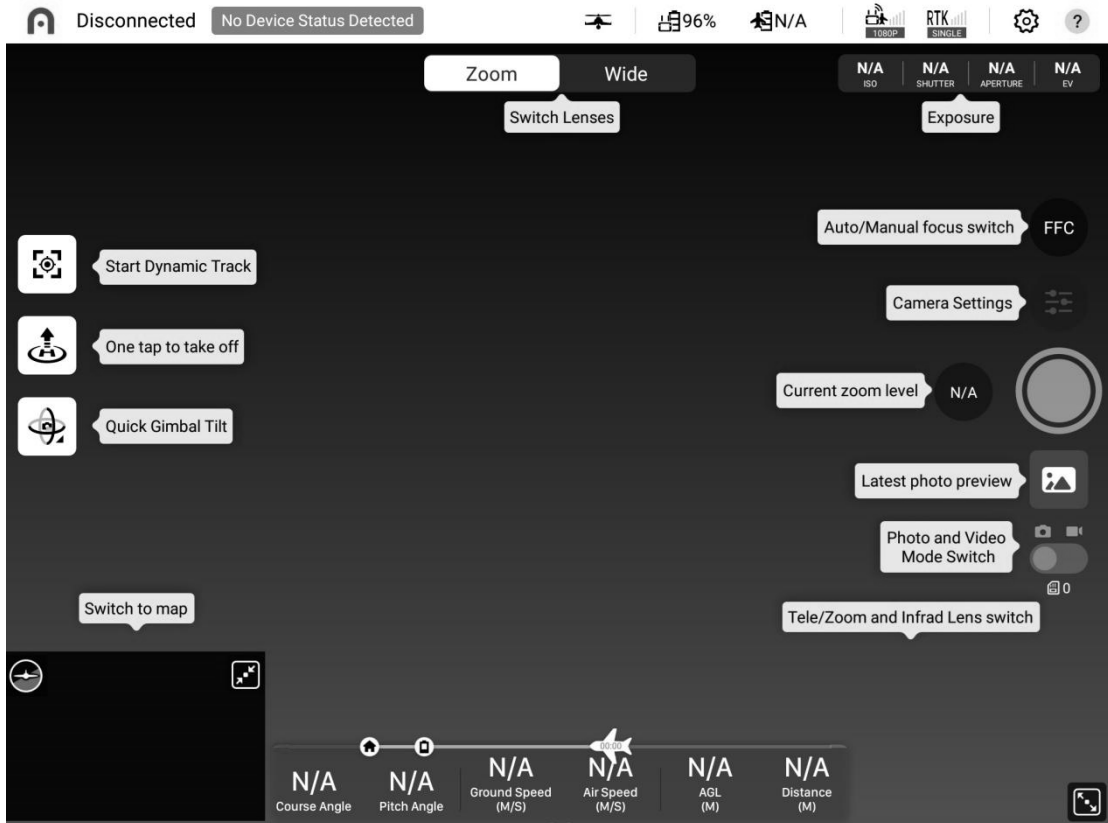 Disconnected
No Device Status Detected
96%
N/A
1080P
RTK
SINGLE
?
Zoom
Wide
N/A
ISO
N/A
SHUTTER
N/A
APERTURE
N/A
EV
Switch Lenses
Exposure
Auto/Manual focus switch
FFC
Start Dynamic Track
Camera Settings
One tap to take off
Current zoom level
N/A
Quick Gimbal Tilt
Latest photo preview
Photo and Video
Mode Switch
0
Switch to map
Tele/Zoom and Infrad Lens switch
00:00
N/A
Course Angle
N/A
Pitch Angle
N/A
Ground Speed
(M/S)
N/A
Air Speed
(M/S)
N/A
AGL
(M)
N/A
Distance
(M)